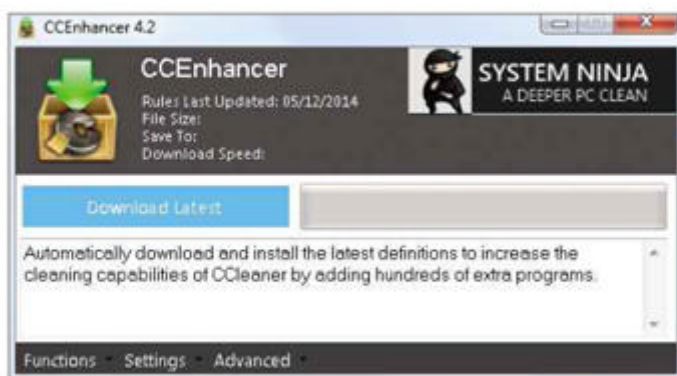 CCEnhancer 4.2
CCEnhancer
Rules Last Updated: 05/12/2014
File Size:
Save To:
Download Speed:
SYSTEM NINJA
A DEEPER PC CLEAN
Download Latest
Automatically download and install the latest definitions to increase the
cleaning capabilities of CCleaner by adding hundreds of extra programs.
Functions Settings Advanced